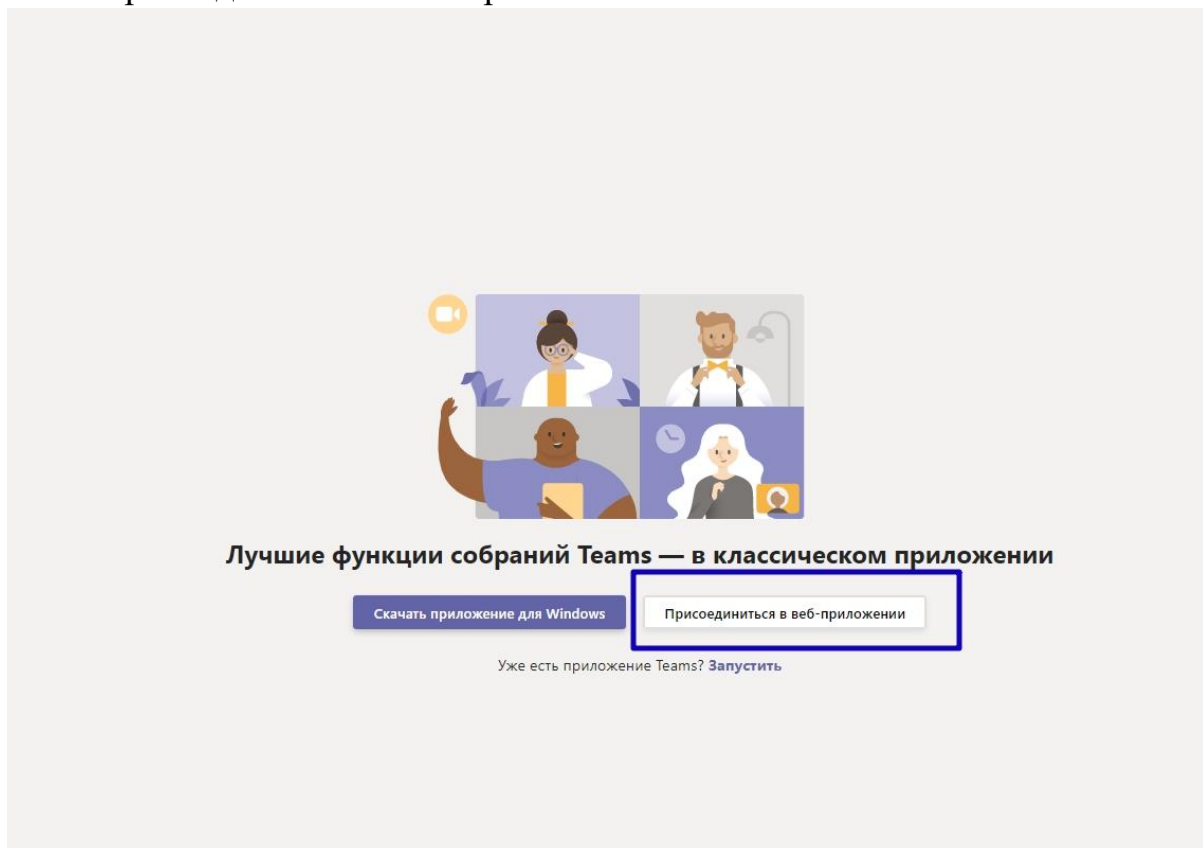 Лучшие функции собраний Teams — в классическом приложении
Скачать приложение для Windows
Присоединиться в веб-приложении
Уже есть приложение Teams? Запустить